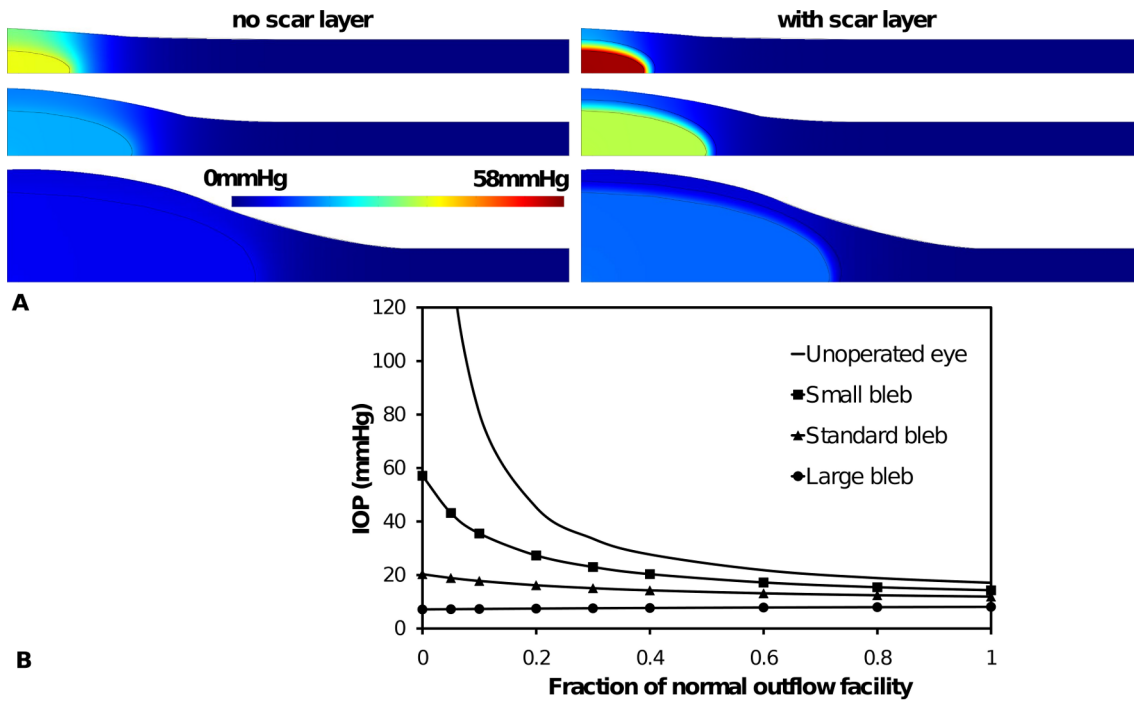 no scar layer
with scar layer
0mmHg
58mmHg
A
120
100
80
60
40
20
0
IOP (mmHg)
Unoperated eye
Small bleb
Standard bleb
Large bleb
0
0.2
0.4
0.6
0.8
1
Fraction of normal outflow facility
B